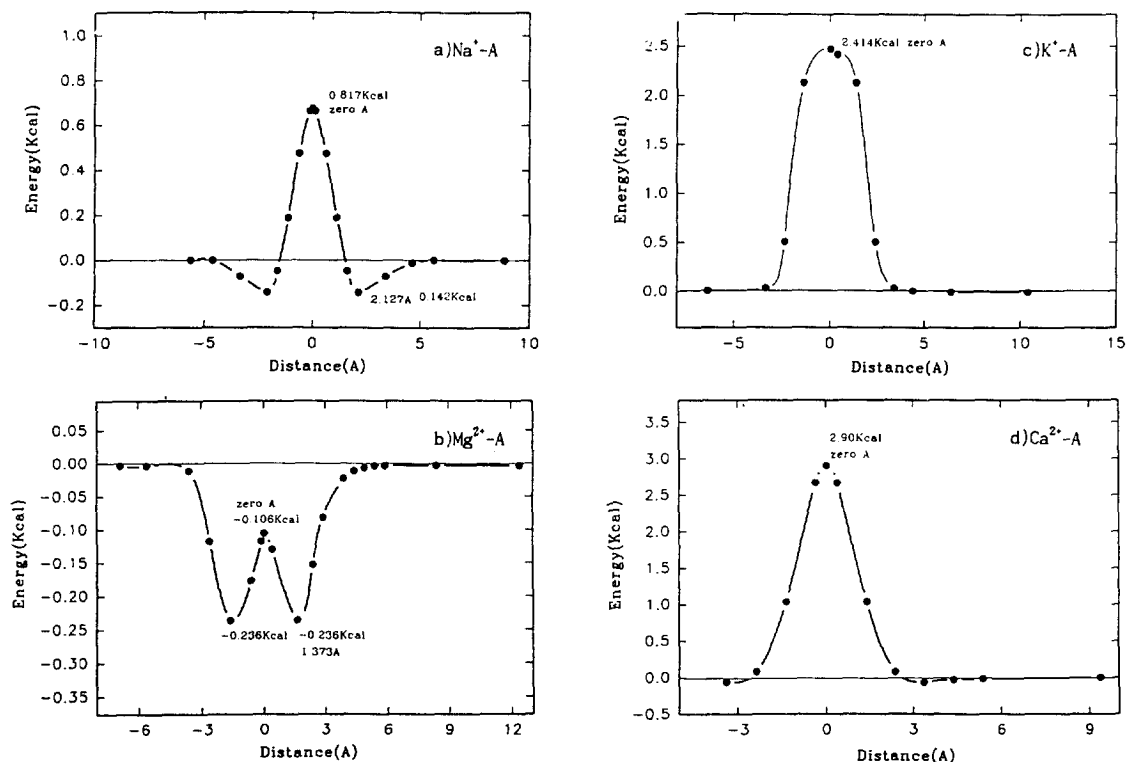 a)Na⁺-A
1.0
0.8
0.6
0.4
0.2
0.0
-0.2
Energy(Kcal)
0.817Kcal
zero A
2.127A 0.142Kcal
-10 -5 0 5 10
Distance(A)
c)K⁺-A
2.5
2.0
1.5
1.0
0.5
0.0
Energy(Kcal)
2.414Kcal zero A
-5 0 5 10 15
Distance(A)
b)Mg²⁺-A
0.05
0.00
-0.05
-0.10
-0.15
-0.20
-0.25
-0.30
-0.35
Energy(Kcal)
zero A
-0.106Kcal
-0.236Kcal
-0.236Kcal
1.373A
-6 -3 0 3 6 9 12
Distance(A)
d)Ca²⁺-A
3.5
3.0
2.5
2.0
1.5
1.0
0.5
0.0
-0.5
Energy(Kcal)
2.90Kcal
zero A
-3 0 3 6 9
Distance(A)